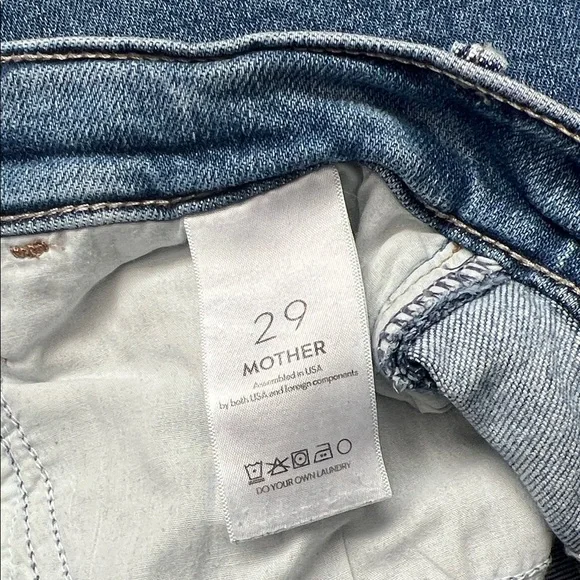 29
MOTHER
Assembled in USA
by both USA and foreign components
DO YOUR OWN LAUNDRY